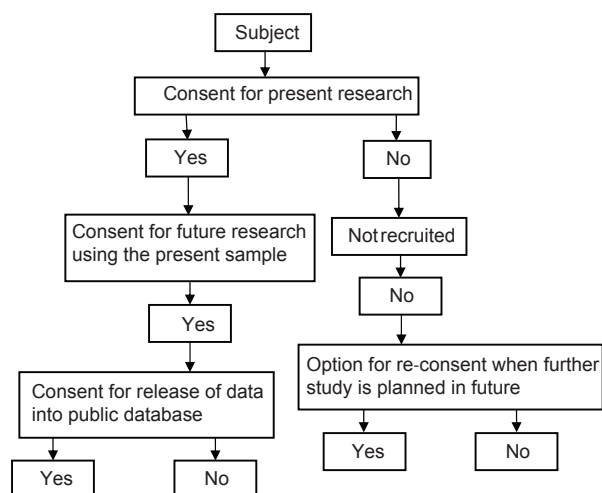 Subject
Consent for present research
Yes
No
Consent for future research
using the present sample
Not recruited
No
Yes
Option for re-consent when further
study is planned in future
Consent for release of data
into public database
Yes
No
Yes
No